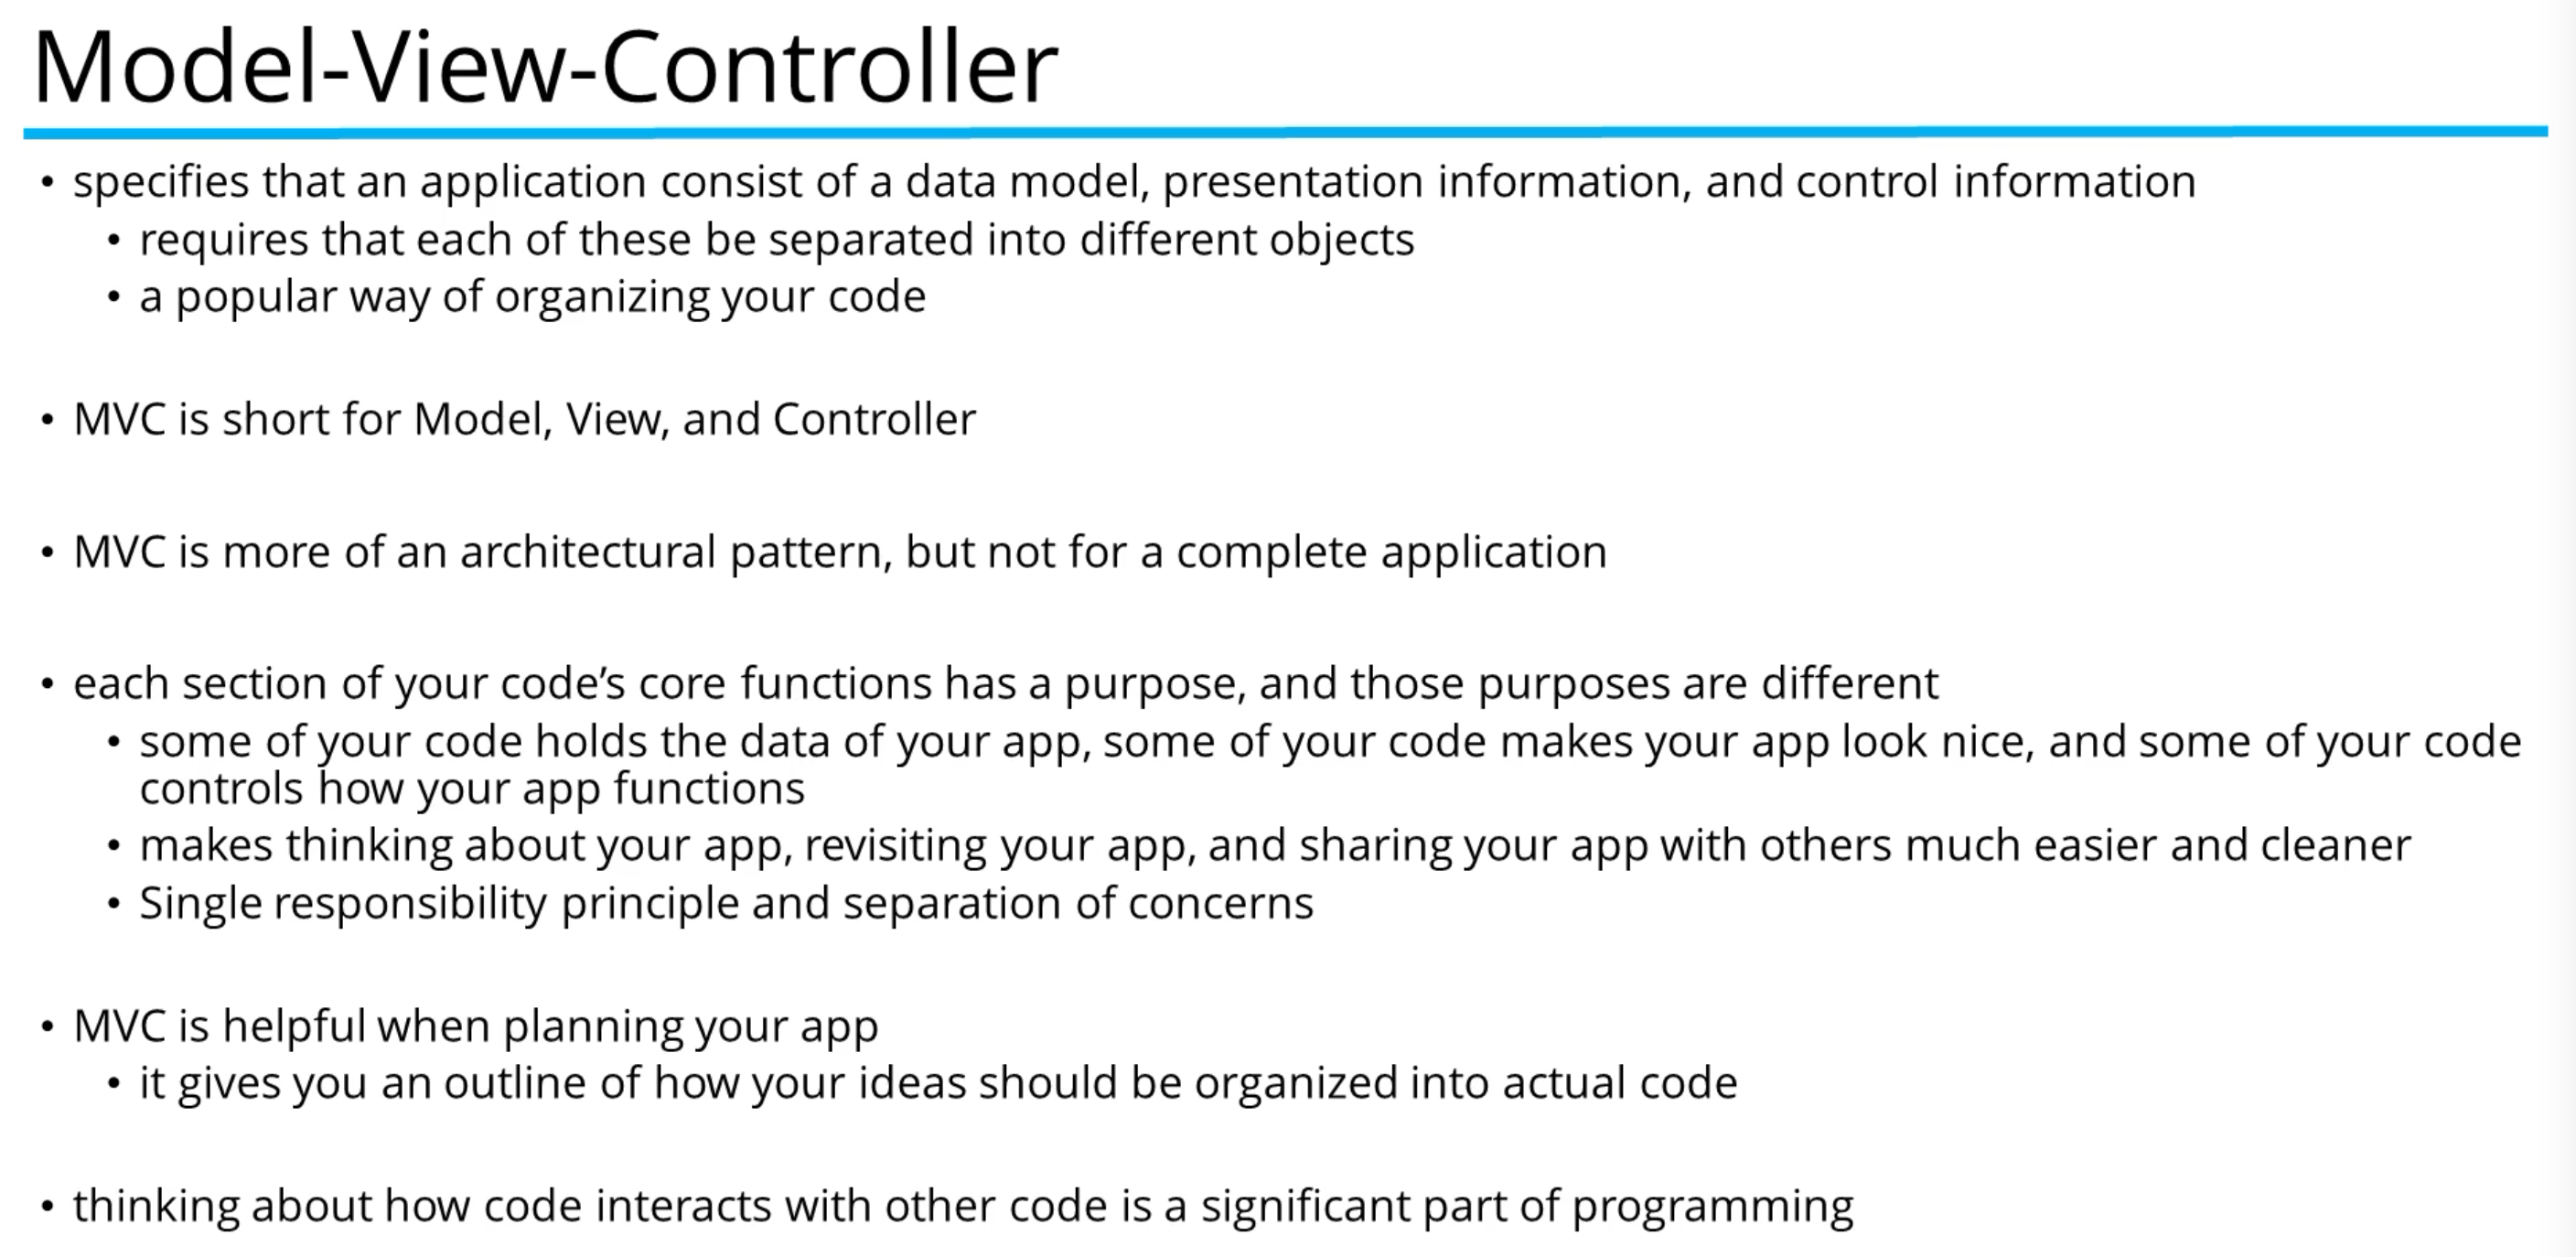 Model-View-Controller
• specifies that an application consist of a data model, presentation information, and control information
• requires that each of these be separated into different objects
• a popular way of organizing your code
• MVC is short for Model, View, and Controller
• MVC is more of an architectural pattern, but not for a complete application
• each section of your code’s core functions has a purpose, and those purposes are different
• some of your code holds the data of your app, some of your code makes your app look nice, and some of your code
controls how your app functions
• makes thinking about your app, revisiting your app, and sharing your app with others much easier and cleaner
• Single responsibility principle and separation of concerns
• MVC is helpful when planning your app
• it gives you an outline of how your ideas should be organized into actual code
• thinking about how code interacts with other code is a significant part of programming